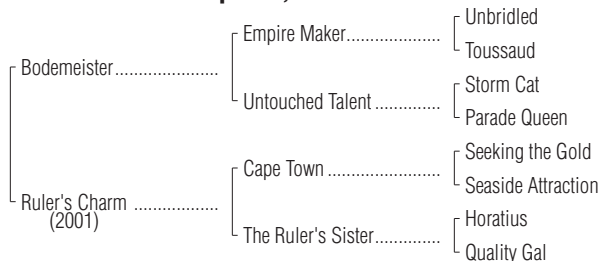 Unbridled
Empire Maker..................
Toussaud
Bodemeister......................
Storm Cat
Untouched Talent ..............
Parade Queen
Seeking the Gold
Cape Town ........................
Seaside Attraction
Ruler's Charm ..................
(2001)
Horatius
The Ruler's Sister..............
Quality Gal